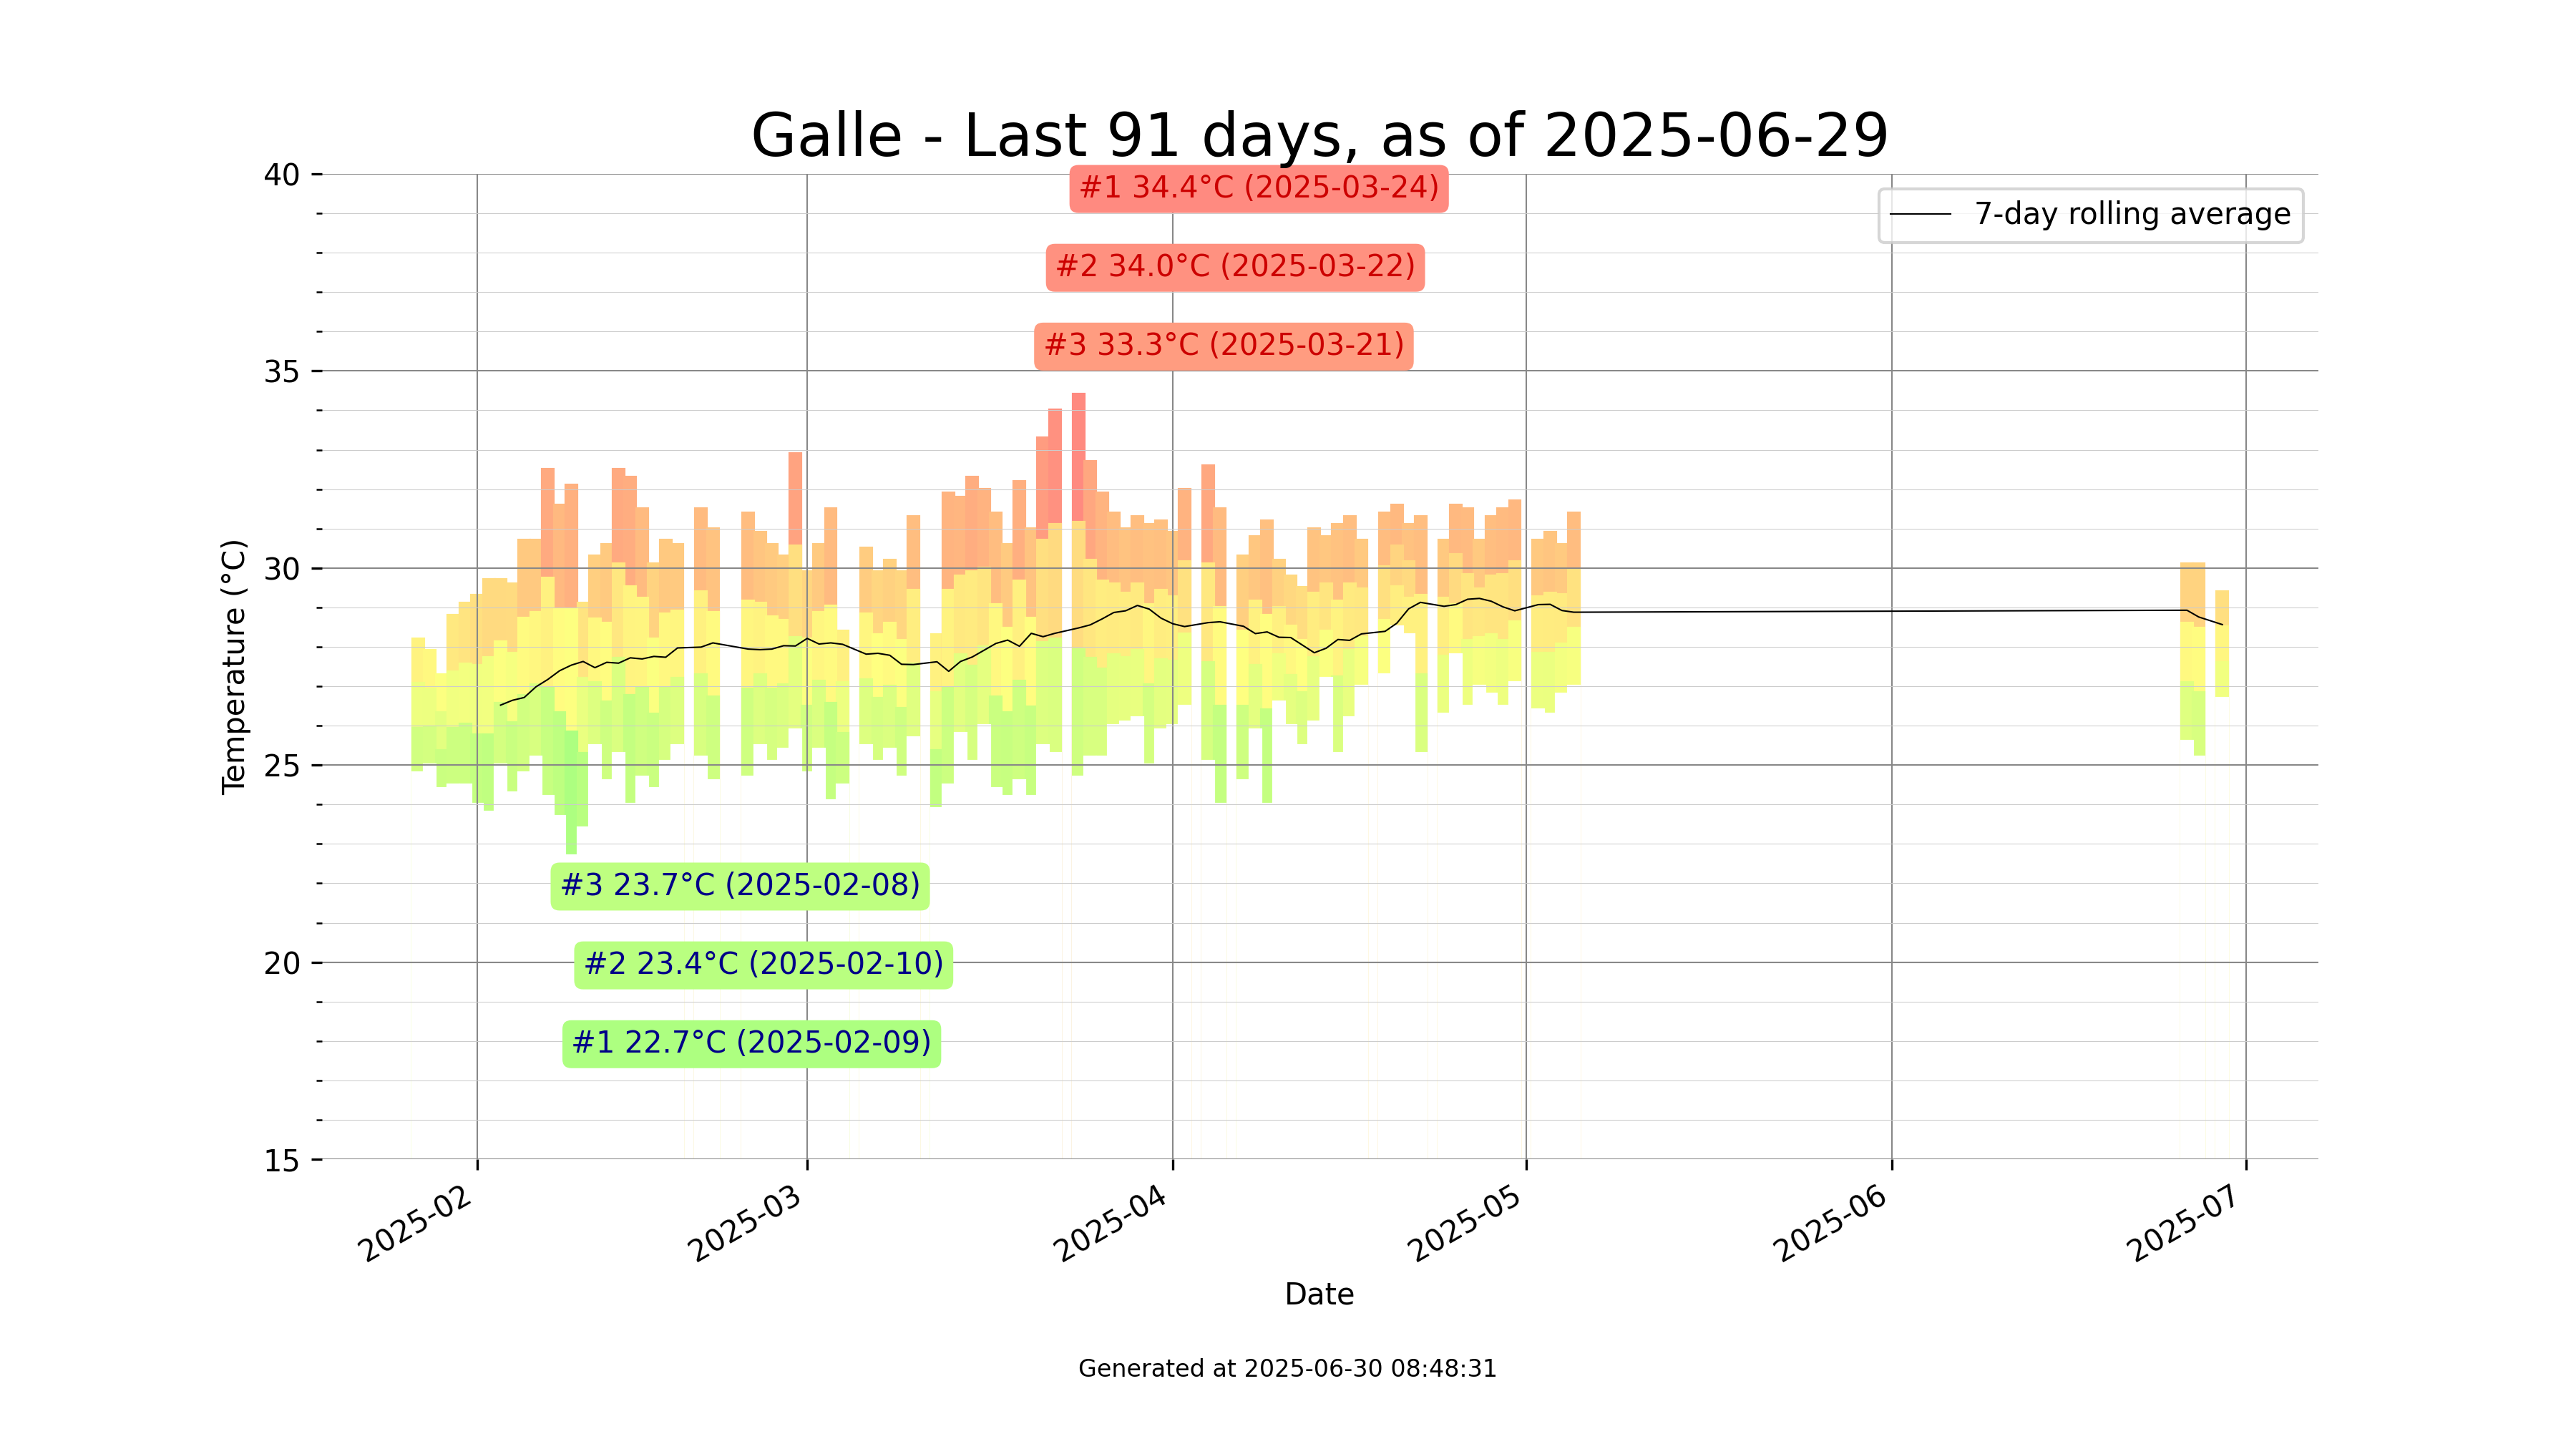 Galle - Last 91 days, as of 2025-06-29
40
#1 34.4°C (2025-03-24)
7-day rolling average
#2 34.0°C (2025-03-22)
#3 33.3°C (2025-03-21)
35
30
Temperature (°C)
25
#3 23.7°C (2025-02-08)
20
#2 23.4°C (2025-02-10)
#1 22.7°C (2025-02-09)
15
2025-02
2025-03
2025-04
2025-05
2025-06
2025-07
Date
Generated at 2025-06-30 08:48:31